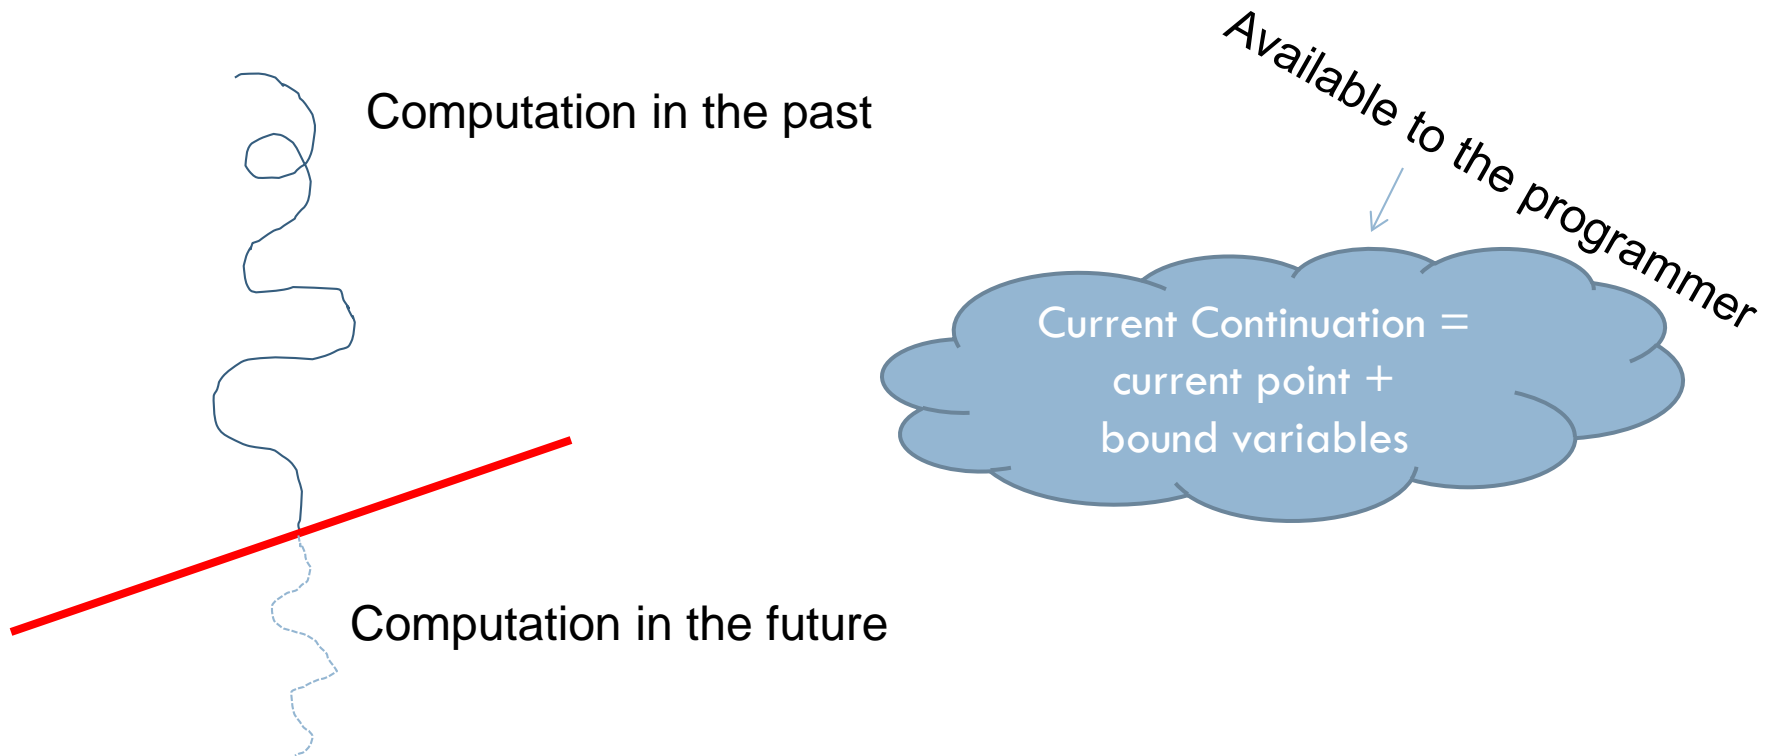 Computation in the past
Available to the programmer
Current Continuation =
current point +
bound variables
Computation in the future